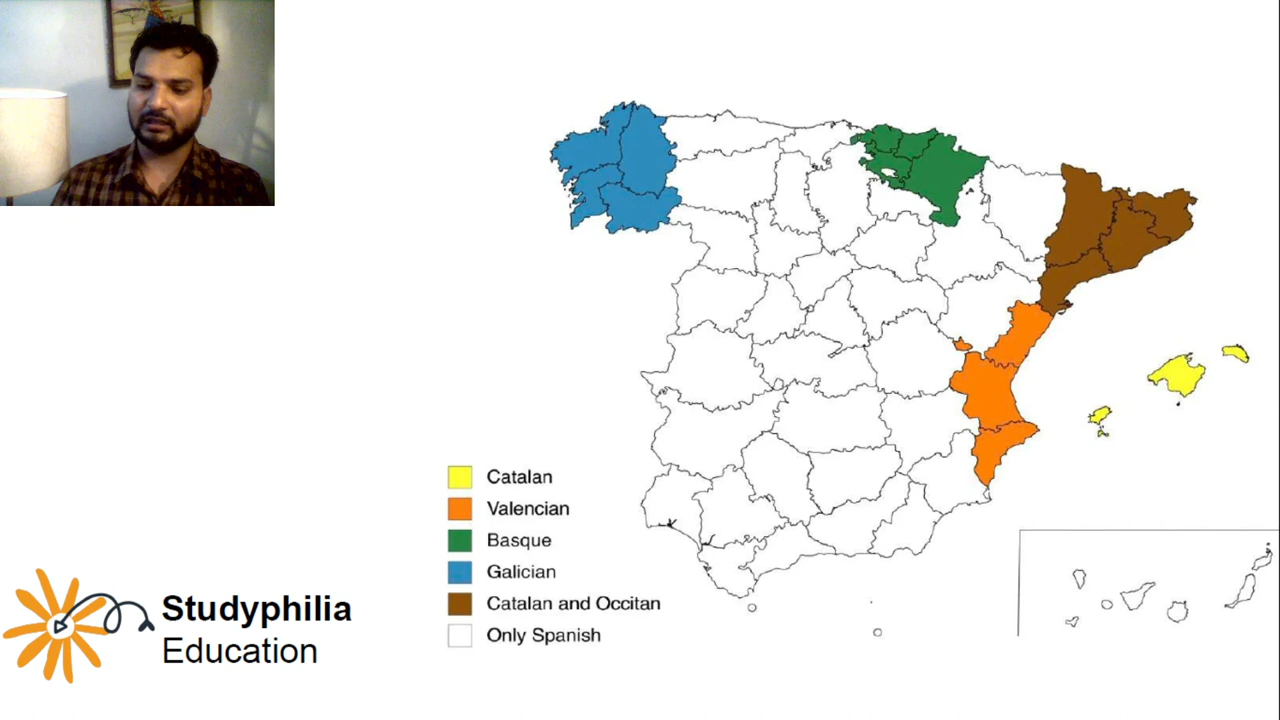 Catalan
Valencian
Basque
Galician
Catalan and Occitan
Only Spanish
Studyphilia
Education